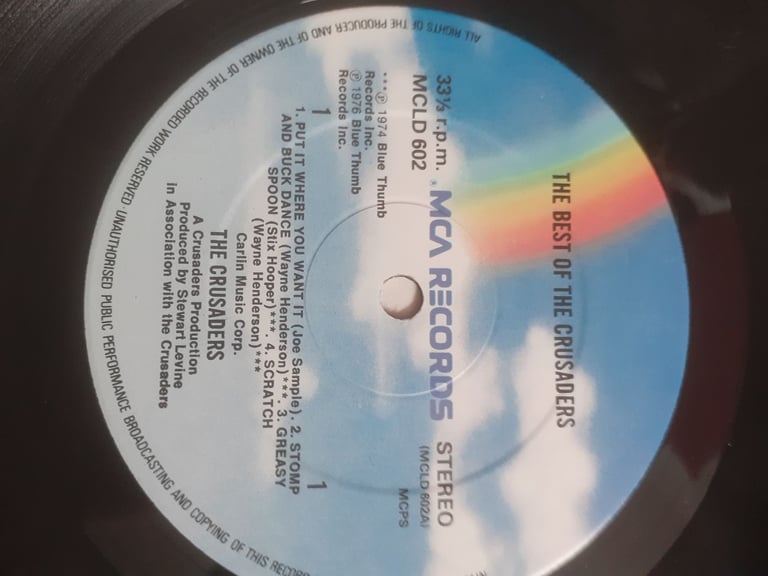 THE BEST OF THE CRUSADERS
33⅓ r.p.m. MCA RECORDS STEREO
MCLD 602 (MCLD 602A)
MCPS
***℗ 1974 Blue Thumb
Records Inc.
℗ 1976 Blue Thumb
Records Inc.
1 1
1. PUT IT WHERE YOU WANT IT (Joe Sample). 2. STOMP
AND BUCK DANCE (Wayne Henderson)***. 3. GREASY
SPOON (Stix Hooper)***. 4. SCRATCH
(Wayne Henderson)***
Carlin Music Corp.
THE CRUSADERS
A Crusaders Production
Produced by Stewart Levine
in Association with the Crusaders
ALL RIGHTS OF THE PRODUCER AND OF THE OWNER OF THE RECORDED WORK RESERVED. UNAUTHORISED PUBLIC PERFORMANCE BROADCASTING AND COPYING OF THIS